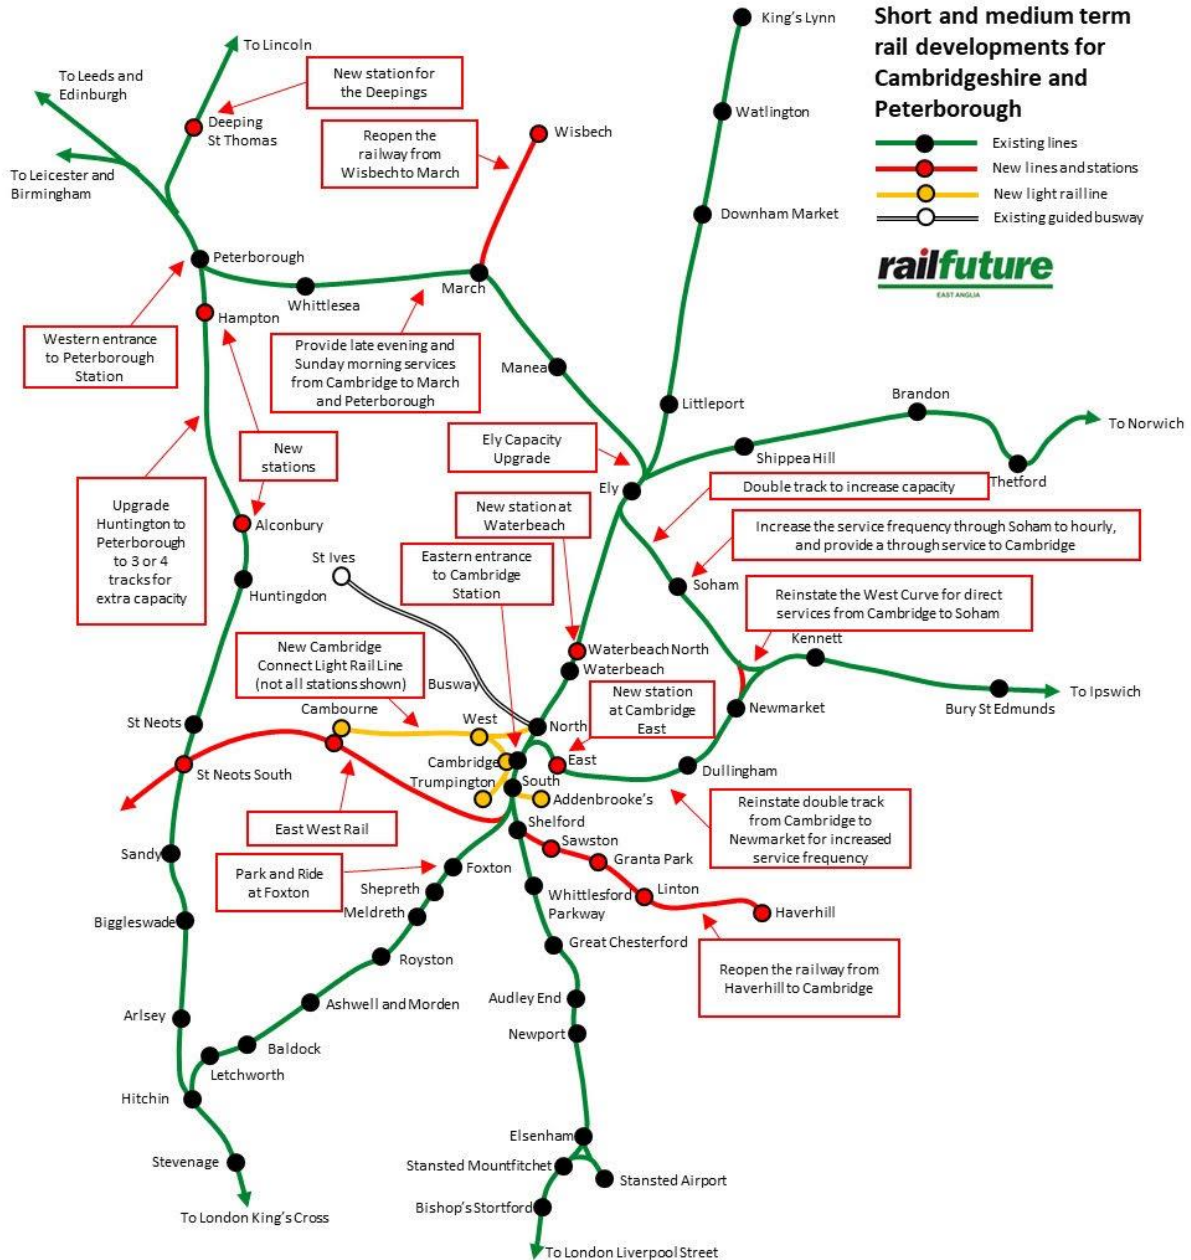 Short and medium term
rail developments for
Cambridgeshire and
Peterborough
Existing lines
New lines and stations
New light rail line
Existing guided busway
railfuture
EAST ANGLIA
King's Lynn
To Lincoln
To Leeds and
Edinburgh
New station for
the Deepings
Deeping
St Thomas
Watlington
Reopen the
railway from
Wisbech to March
Wisbech
To Leicester and
Birmingham
Downham Market
Peterborough
March
Whittlesea
Hampton
Western entrance
to Peterborough
Station
Provide late evening and
Sunday morning services
from Cambridge to March
and Peterborough
Manea
Littleport
Brandon
To Norwich
Ely Capacity
Upgrade
Shippea Hill
Thetford
New
stations
Ely
Double track to increase capacity
Upgrade
Huntington to
Peterborough
to 3 or 4
tracks for
extra capacity
Alconbury
New station at
Waterbeach
Increase the service frequency through Soham to hourly,
and provide a through service to Cambridge
St Ives
Eastern entrance
to Cambridge
Station
Huntingdon
Soham
Reinstate the West Curve for direct
services from Cambridge to Soham
Kennett
New Cambridge
Connect Light Rail Line
(not all stations shown)
Busway
Waterbeach North
Waterbeach
New station
at Cambridge
East
To Ipswich
Bury St Edmunds
Newmarket
Cambourne
West
North
St Neots
Cambridge
East
Dullingham
St Neots South
Trumpington
South
Addenbrooke's
Reinstate double track
from Cambridge to
Newmarket for increased
service frequency
East West Rail
Shelford
Sawston
Granta Park
Sandy
Park and Ride
at Foxton
Foxton
Shepreth
Meldreth
Whittlesford
Parkway
Linton
Haverhill
Biggleswade
Great Chesterford
Royston
Reopen the railway from
Haverhill to Cambridge
Ashwell and Morden
Audley End
Arlsey
Newport
Baldock
Letchworth
Hitchin
Elsenham
Stevenage
Stansted Mountfitchet
Stansted Airport
Bishop's Stortford
To London King's Cross
To London Liverpool Street